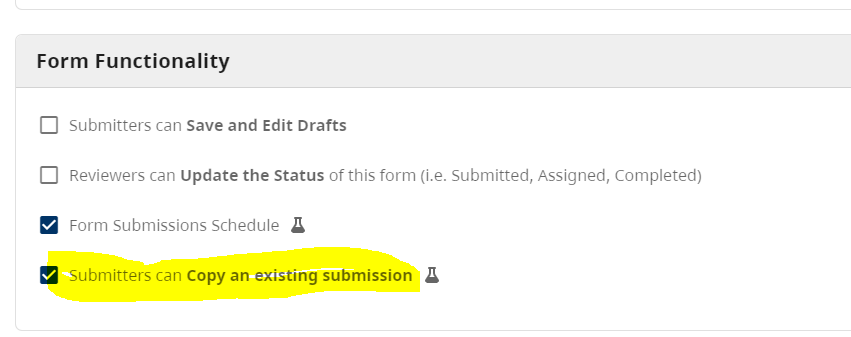 Form Functionality
Submitters can Save and Edit Drafts
Reviewers can Update the Status of this form (i.e. Submitted, Assigned, Completed)
Form Submissions Schedule
Submitters can Copy an existing submission